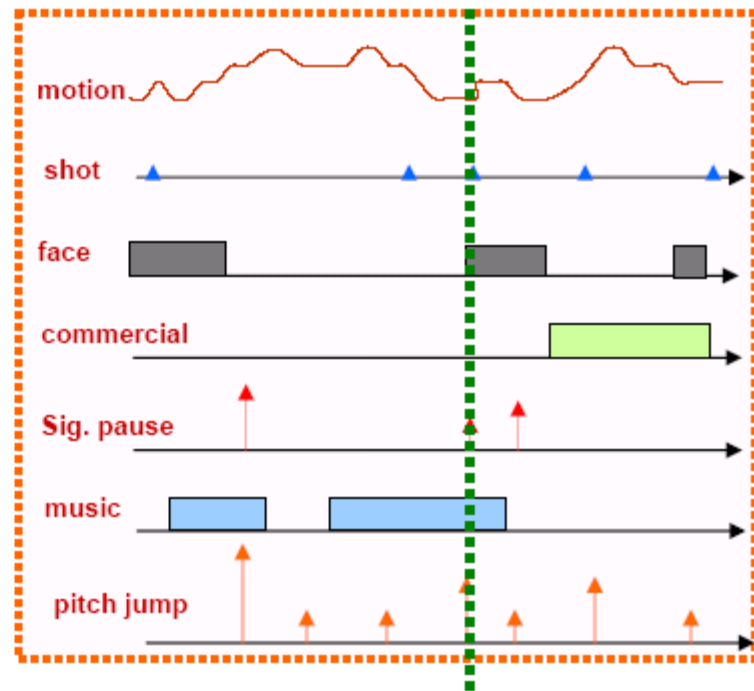 motion
shot
face
commercial
Sig. pause
music
pitch jump